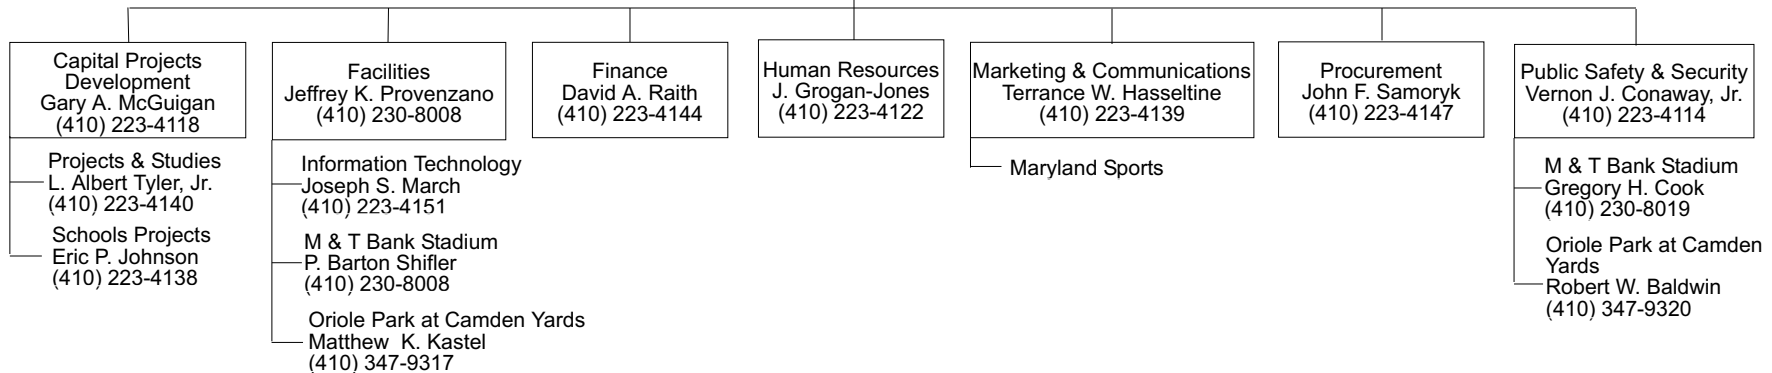 Capital Projects
Development
Gary A. McGuigan
(410) 223-4118
Projects & Studies
L. Albert Tyler, Jr.
(410) 223-4140
Schools Projects
Eric P. Johnson
(410) 223-4138
Facilities
Jeffrey K. Provenzano
(410) 230-8008
Information Technology
Joseph S. March
(410) 223-4151
M & T Bank Stadium
P. Barton Shifler
(410) 230-8008
Oriole Park at Camden Yards
Matthew K. Kastel
(410) 347-9317
Finance
David A. Raith
(410) 223-4144
Human Resources
J. Grogan-Jones
(410) 223-4122
Marketing & Communications
Terrance W. Hasseltine
(410) 223-4139
Maryland Sports
Procurement
John F. Samoryk
(410) 223-4147
Public Safety & Security
Vernon J. Conaway, Jr.
(410) 223-4114
M & T Bank Stadium
Gregory H. Cook
(410) 230-8019
Oriole Park at Camden
Yards
Robert W. Baldwin
(410) 347-9320